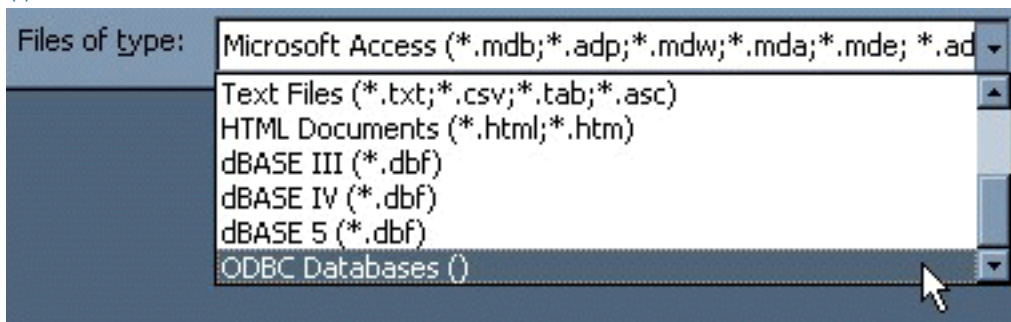 Files of type:
Microsoft Access (*.mdb;*.adp;*.mdw;*.mda;*.mde; *.ad
Text Files (*.txt;*.csv;*.tab;*.asc)
HTML Documents (*.html;*.htm)
dBASE III (*.dbf)
dBASE IV (*.dbf)
dBASE 5 (*.dbf)
ODBC Databases ()